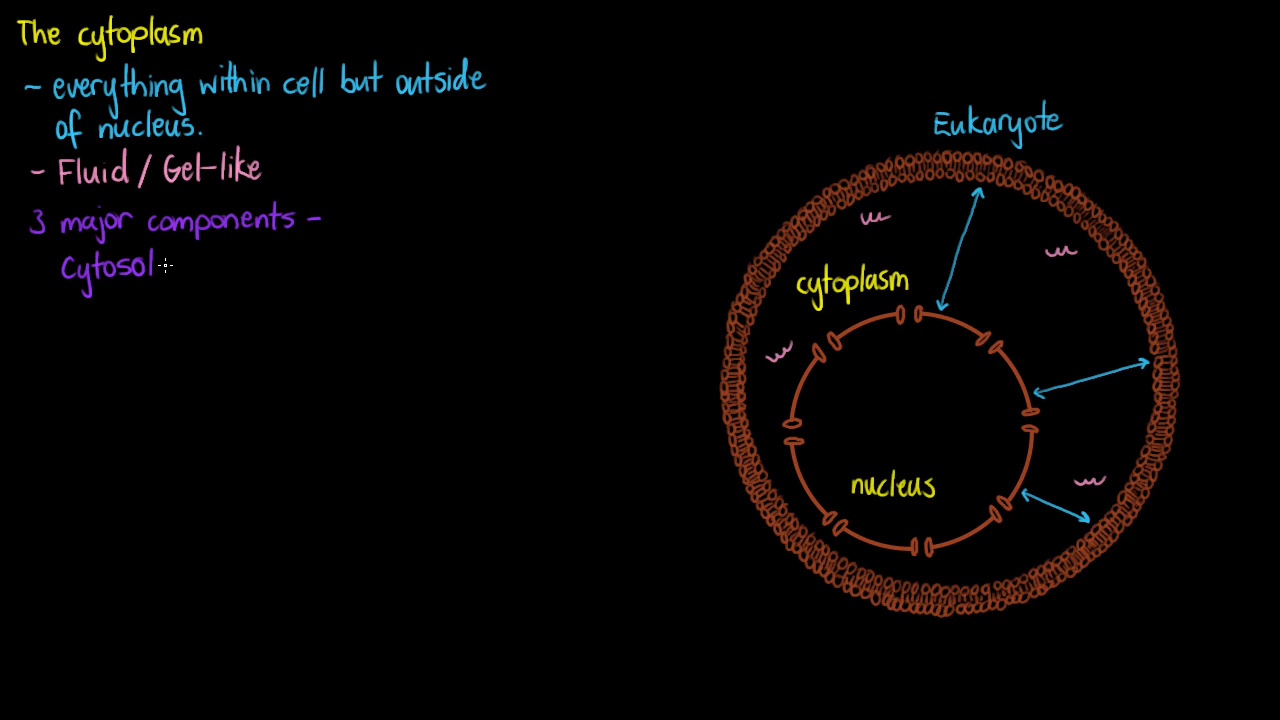 The cytoplasm
~ everything within cell but outside
of nucleus.
- Fluid / Gel-like
3 major components -
Cytosol
Eukaryote
cytoplasm
nucleus